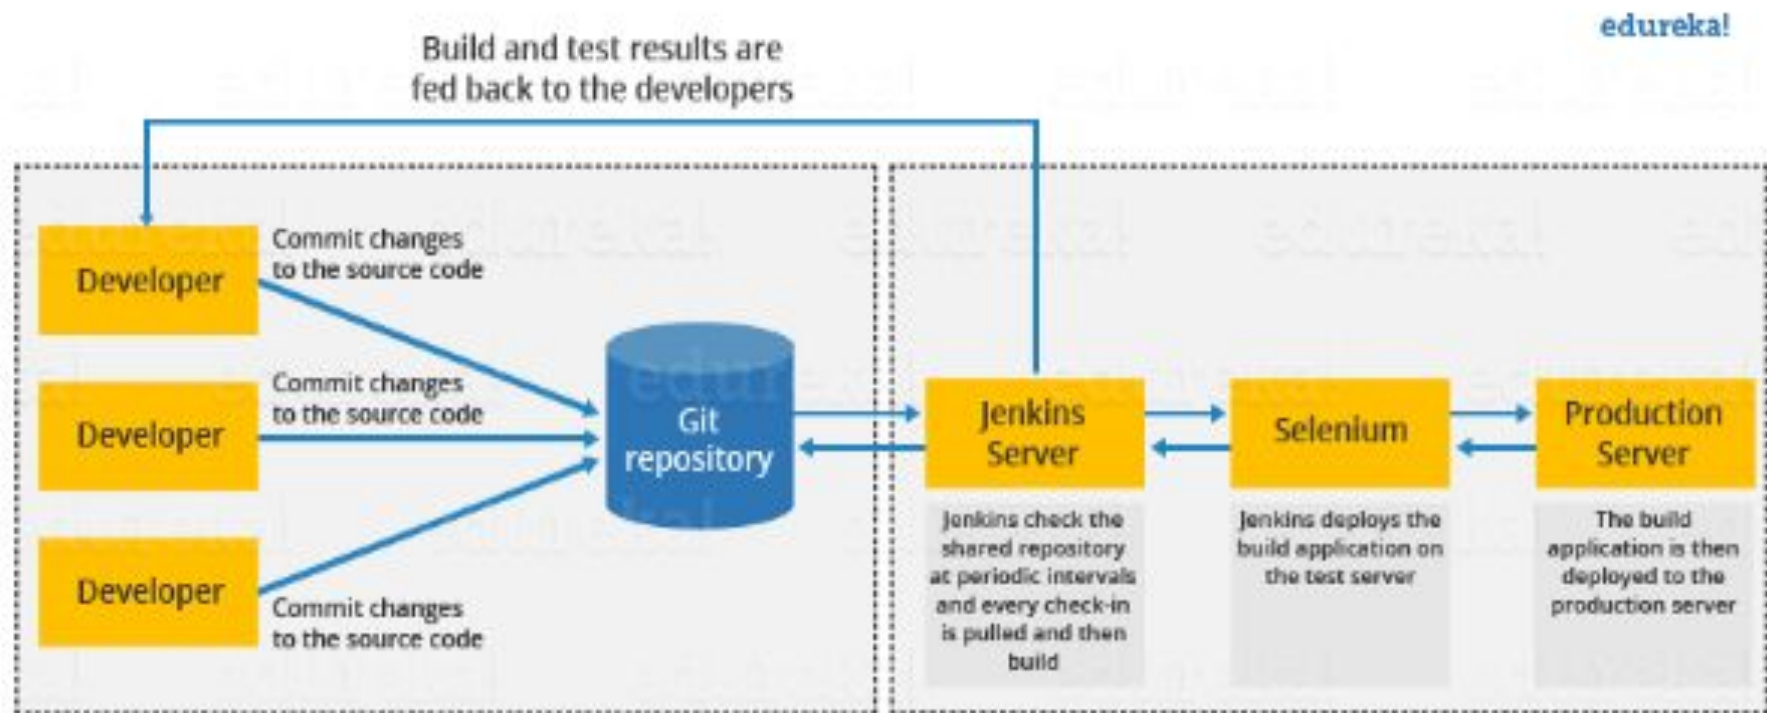 edureka!
Build and test results are
fed back to the developers
Developer
Commit changes
to the source code
Developer
Commit changes
to the source code
Developer
Commit changes
to the source code
Git
repository
Jenkins
Server
Jenkins check the
shared repository
at periodic intervals
and every check-in
is pulled and then
build
Selenium
Jenkins deploys the
build application on
the test server
Production
Server
The build
application is then
deployed to the
production server